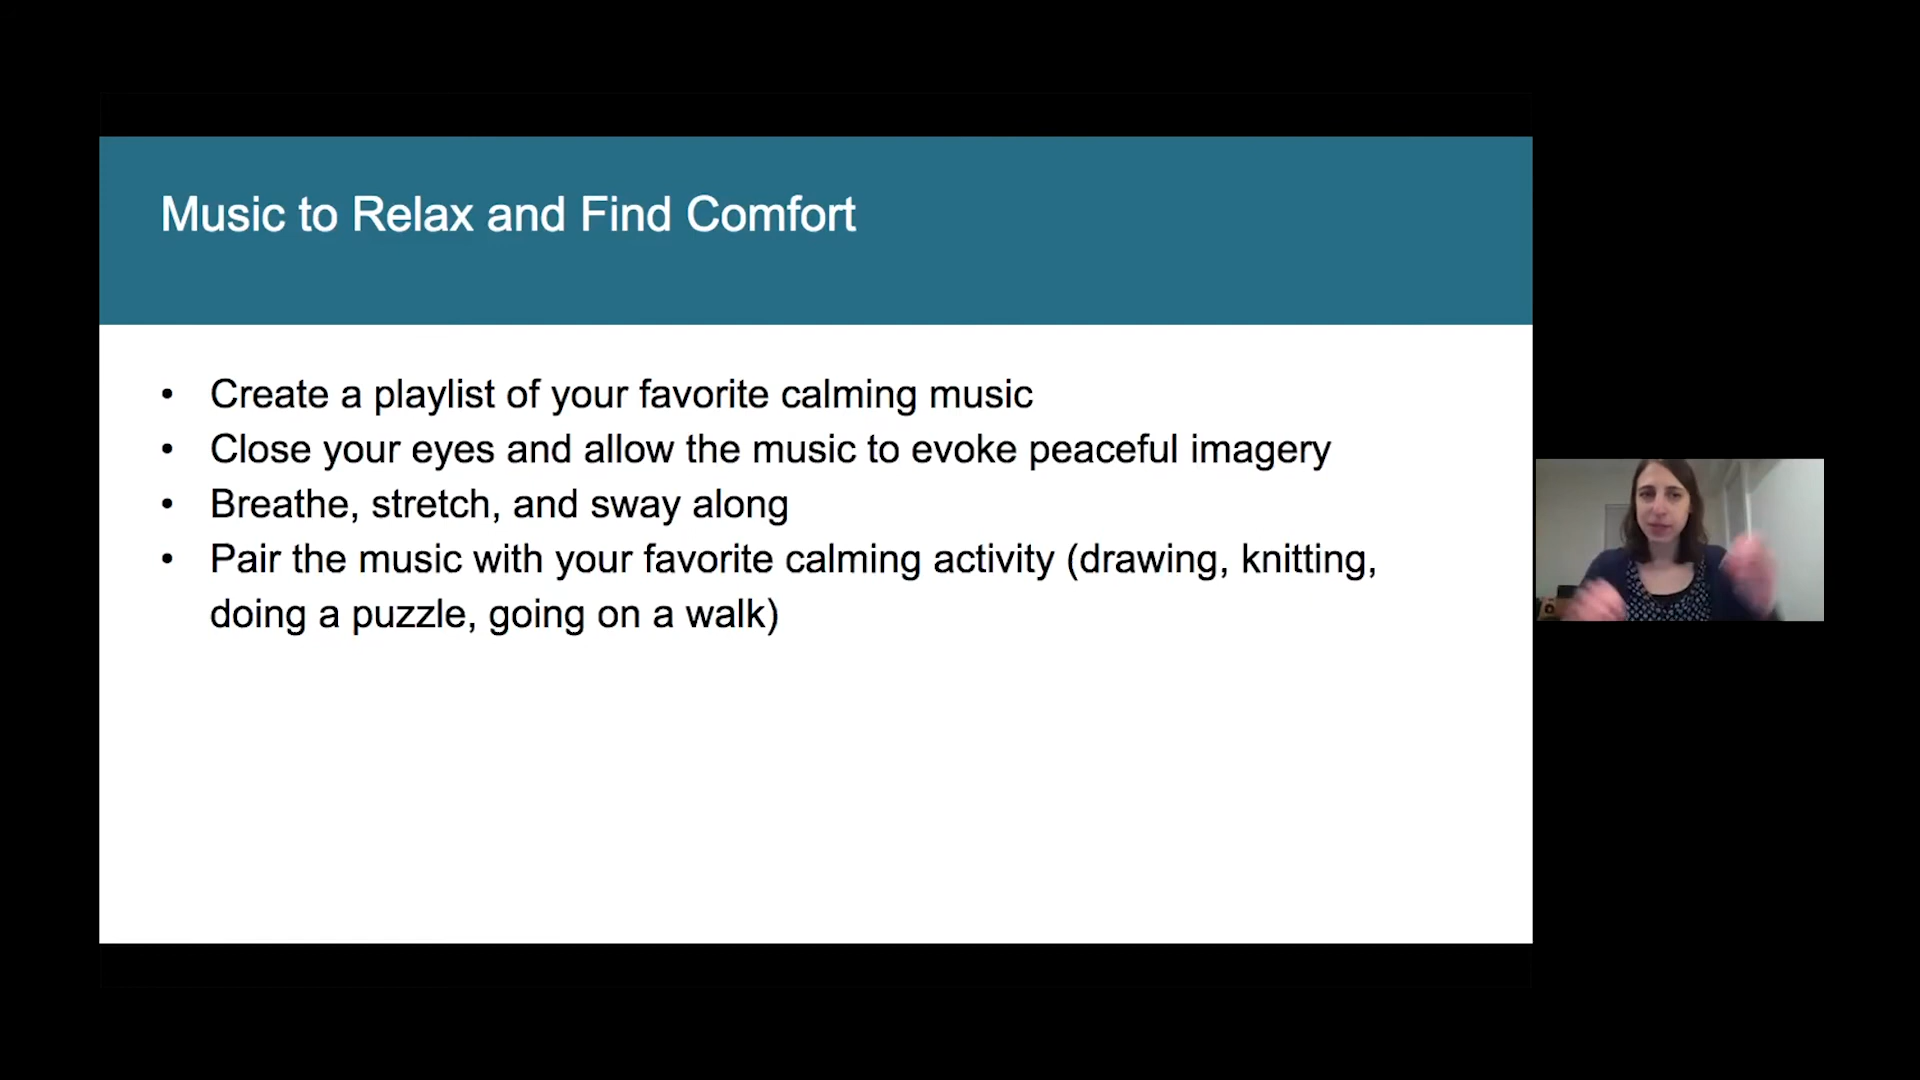 Music to Relax and Find Comfort
• Create a playlist of your favorite calming music
• Close your eyes and allow the music to evoke peaceful imagery
• Breathe, stretch, and sway along
• Pair the music with your favorite calming activity (drawing, knitting,
doing a puzzle, going on a walk)